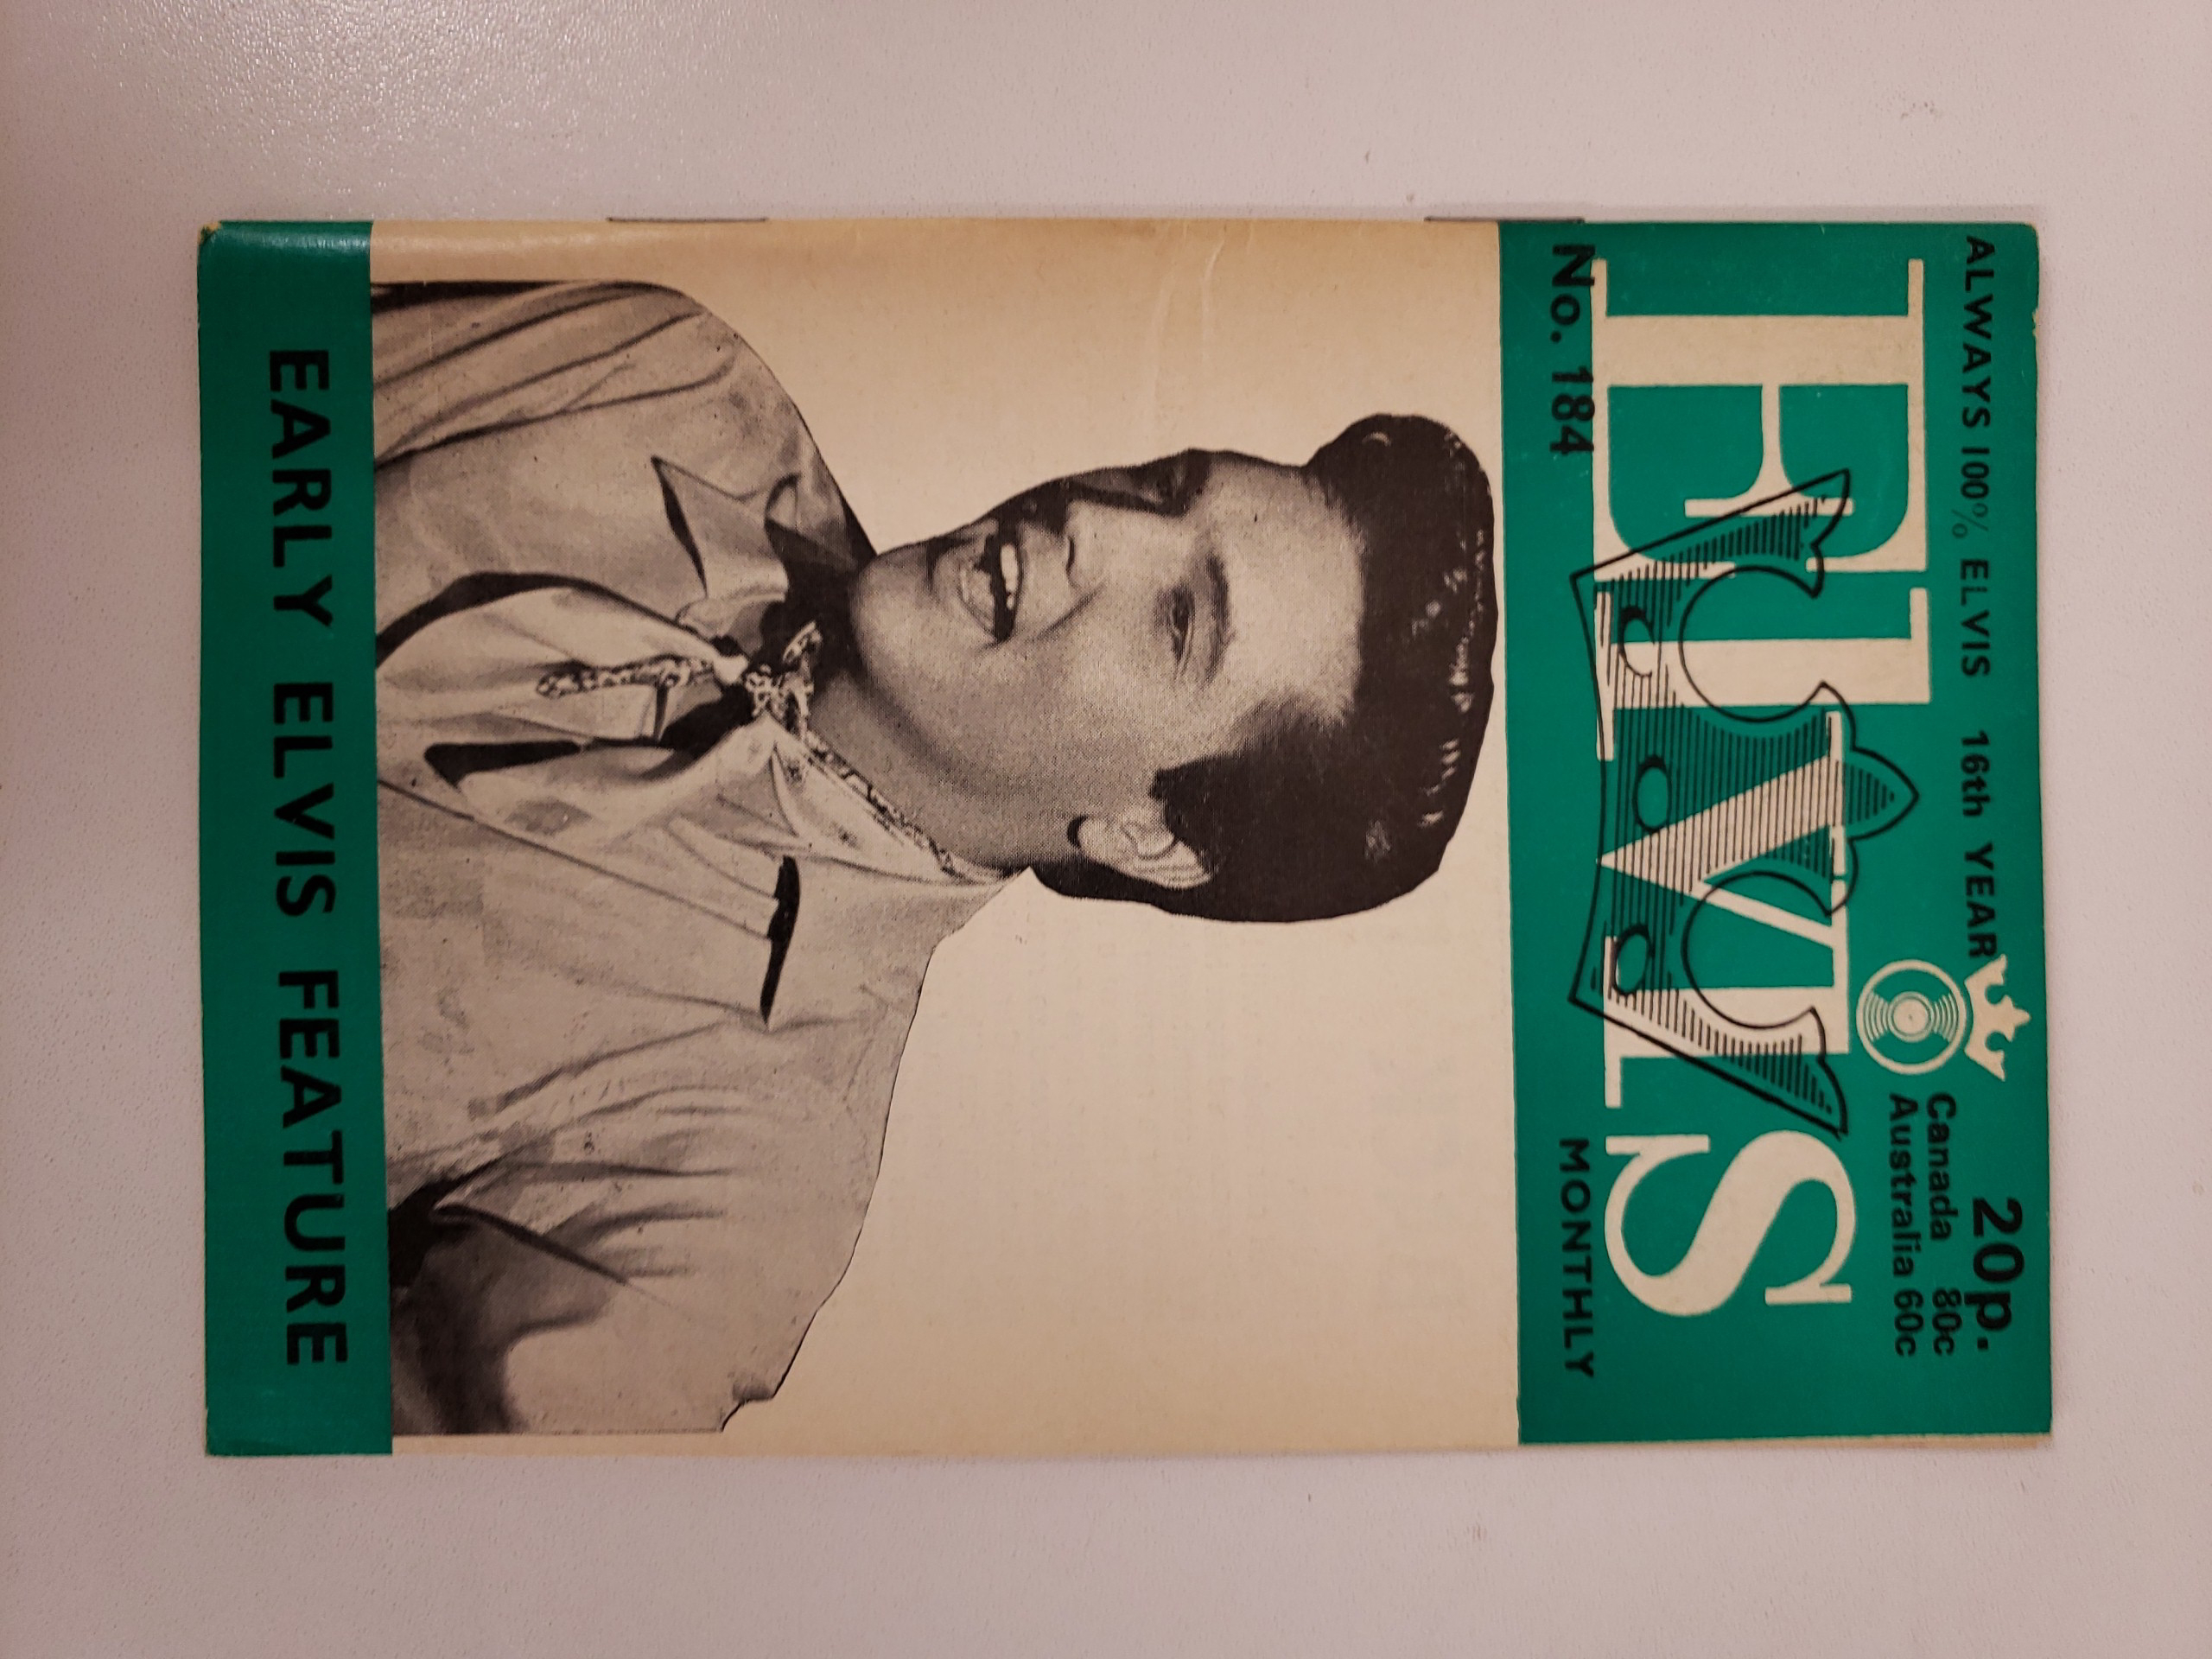 ALWAYS 100% ELVIS 16th YEAR
20p.
Canada 80c
Australia 60c
ELVIS
No. 184
MONTHLY
EARLY ELVIS FEATURE